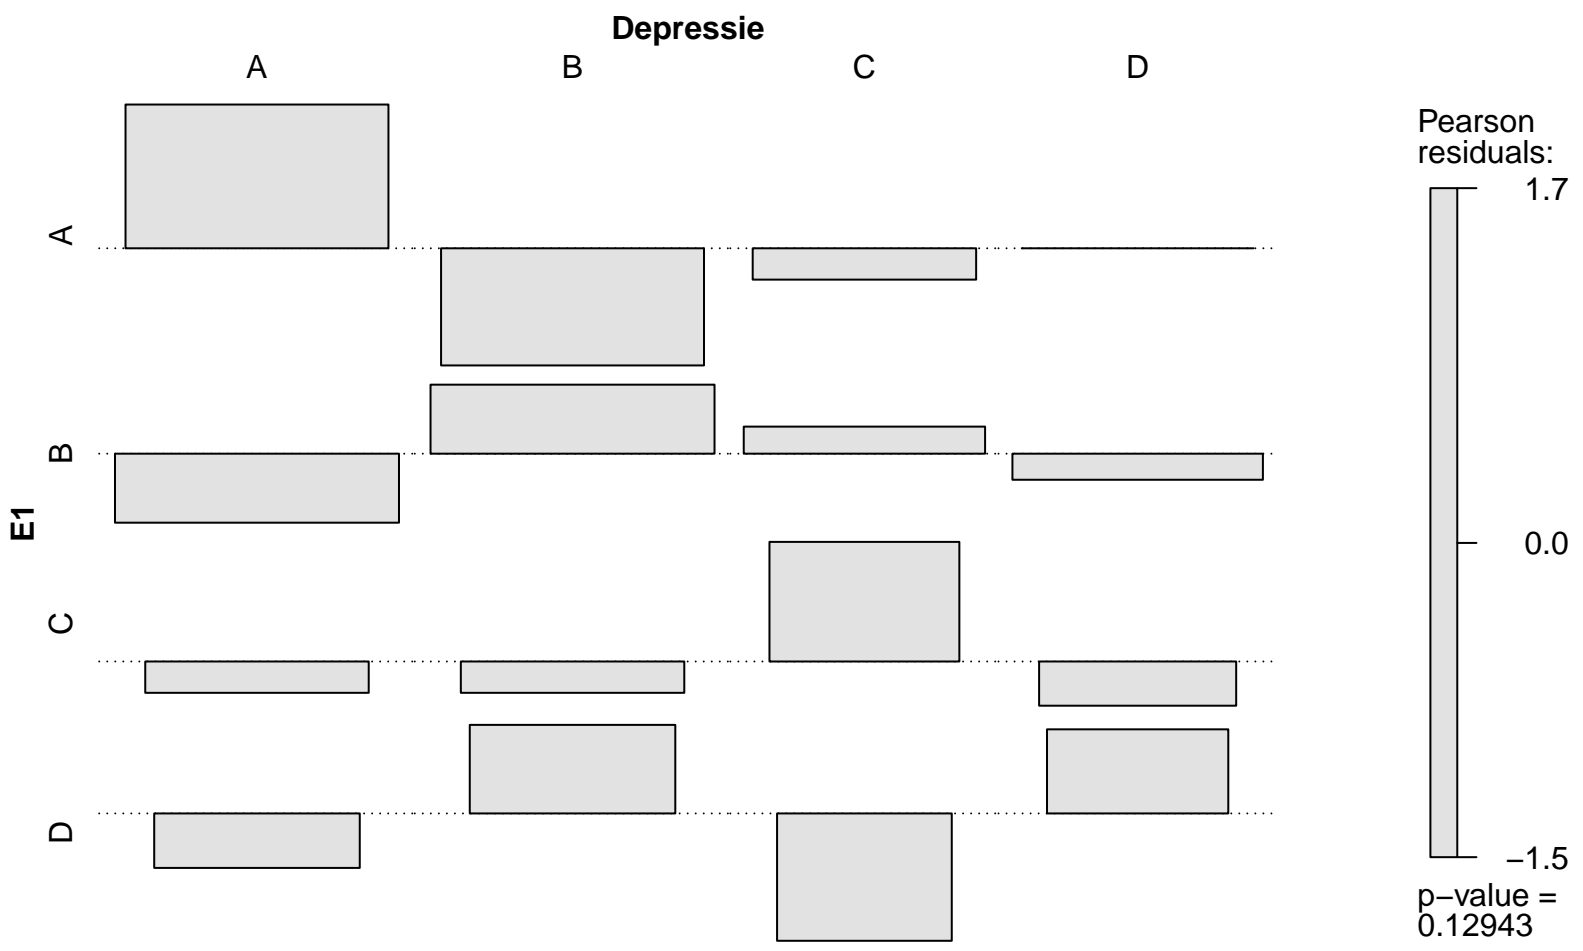 Depressie
A B C D
Pearson
residuals:
1.7
0.0
−1.5
p−value =
0.12943
E1
A
B
C
D